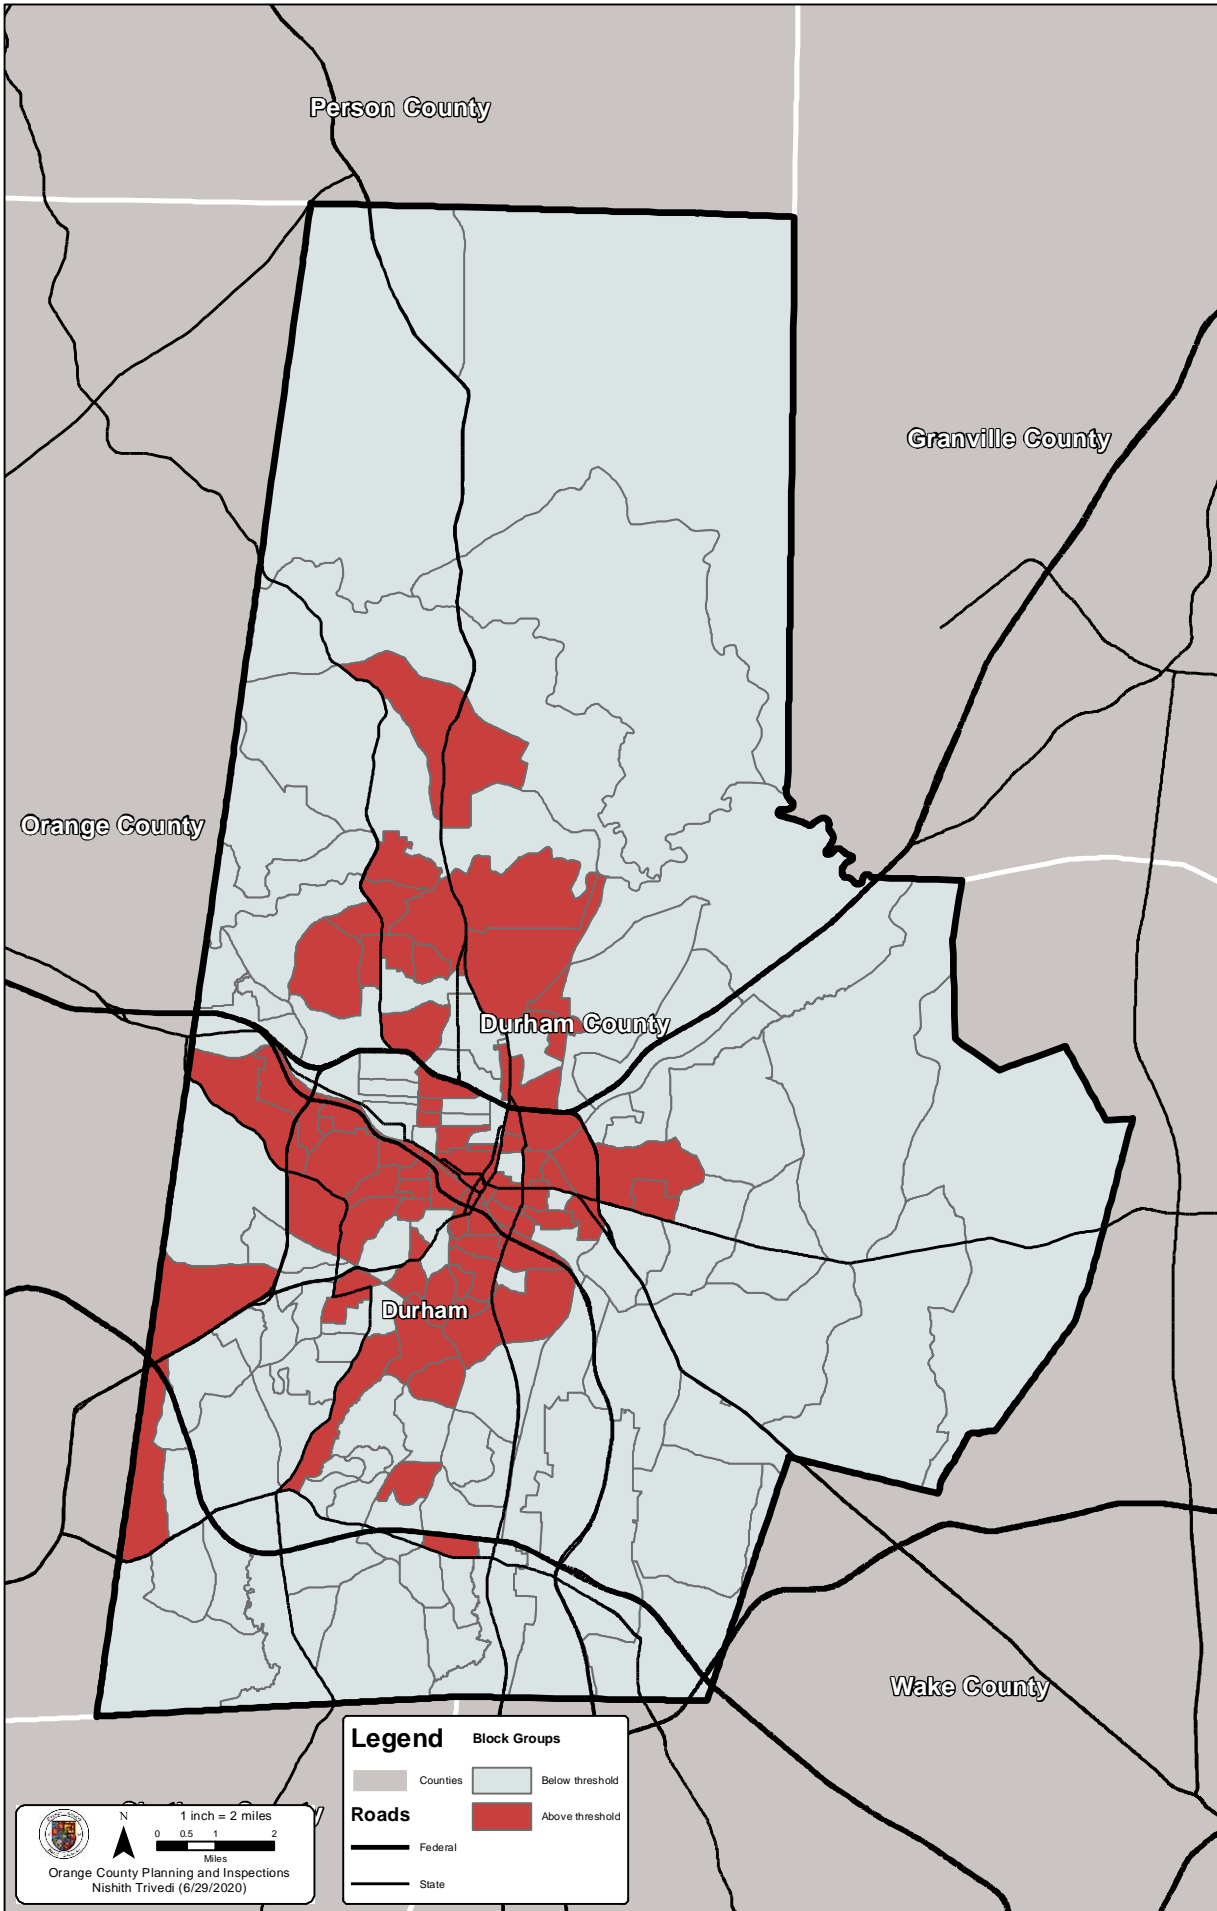 Person County
Granville County
Orange County
Durham County
Durham
Wake County
Legend
Block Groups
Counties
Below threshold
Roads
Above threshold
Federal
State
N
1 inch = 2 miles
0 0.5 1 2
Miles
Orange County Planning and Inspections
Nishith Trivedi (6/29/2020)